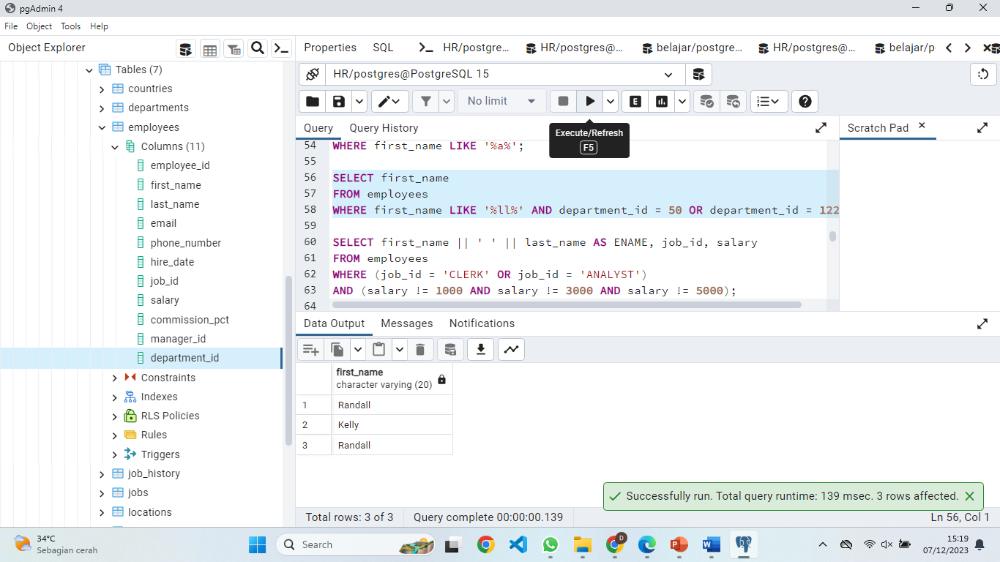 pgAdmin 4
File Object Tools Help
Object Explorer
Properties SQL HR/postgre... HR/postgres@... belajar/postgre... HR/postgres@... belajar/p
Tables (7)
countries
departments
employees
Columns (11)
employee_id
first_name
last_name
email
phone_number
hire_date
job_id
salary
commission_pct
manager_id
department_id
Constraints
Indexes
RLS Policies
Rules
Triggers
job_history
jobs
locations
HR/postgres@PostgreSQL 15
No limit
E
Execute/Refresh
F5
Query Query History
Scratch Pad
54 WHERE first_name LIKE '%a%';
55
56 SELECT first_name
57 FROM employees
58 WHERE first_name LIKE '%ll%' AND department_id = 50 OR department_id = 122
59
60 SELECT first_name || ' ' || last_name AS ENAME, job_id, salary
61 FROM employees
62 WHERE (job_id = 'CLERK' OR job_id = 'ANALYST')
63 AND (salary != 1000 AND salary != 3000 AND salary != 5000);
64
Data Output Messages Notifications
first_name
character varying (20)
1 Randall
2 Kelly
3 Randall
Successfully run. Total query runtime: 139 msec. 3 rows affected.
Total rows: 3 of 3 Query complete 00:00:00.139 Ln 56, Col 1
34°C
Sebagian cerah
Search
D
15:19
07/12/2023